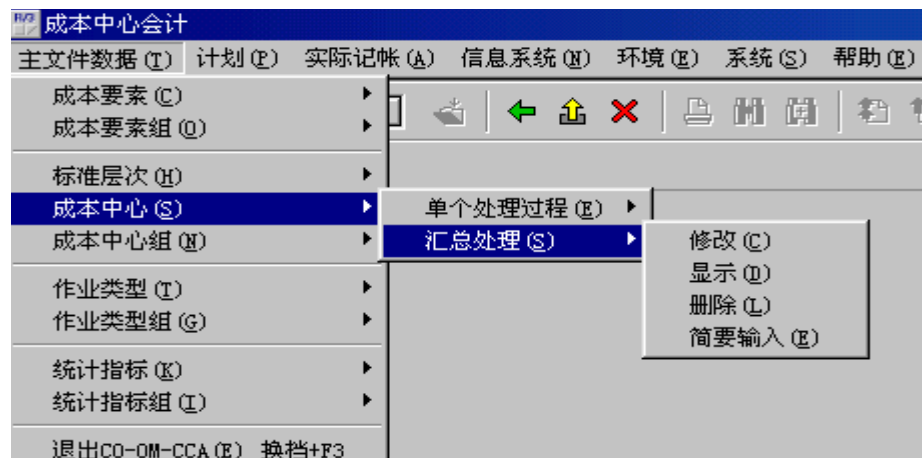 R/3 成本中心会计
主文件数据(T) 计划(P) 实际记帐(A) 信息系统(N) 环境(E) 系统(S) 帮助(E)
成本要素(C)
成本要素组(O)
标准层次(H)
成本中心(S)
单个处理过程(E)
成本中心组(N)
汇总处理(S)
修改(C)
显示(D)
删除(L)
简要输入(E)
作业类型(T)
作业类型组(G)
统计指标(K)
统计指标组(I)
退出CO-OM-CCA(E) 换档+F3